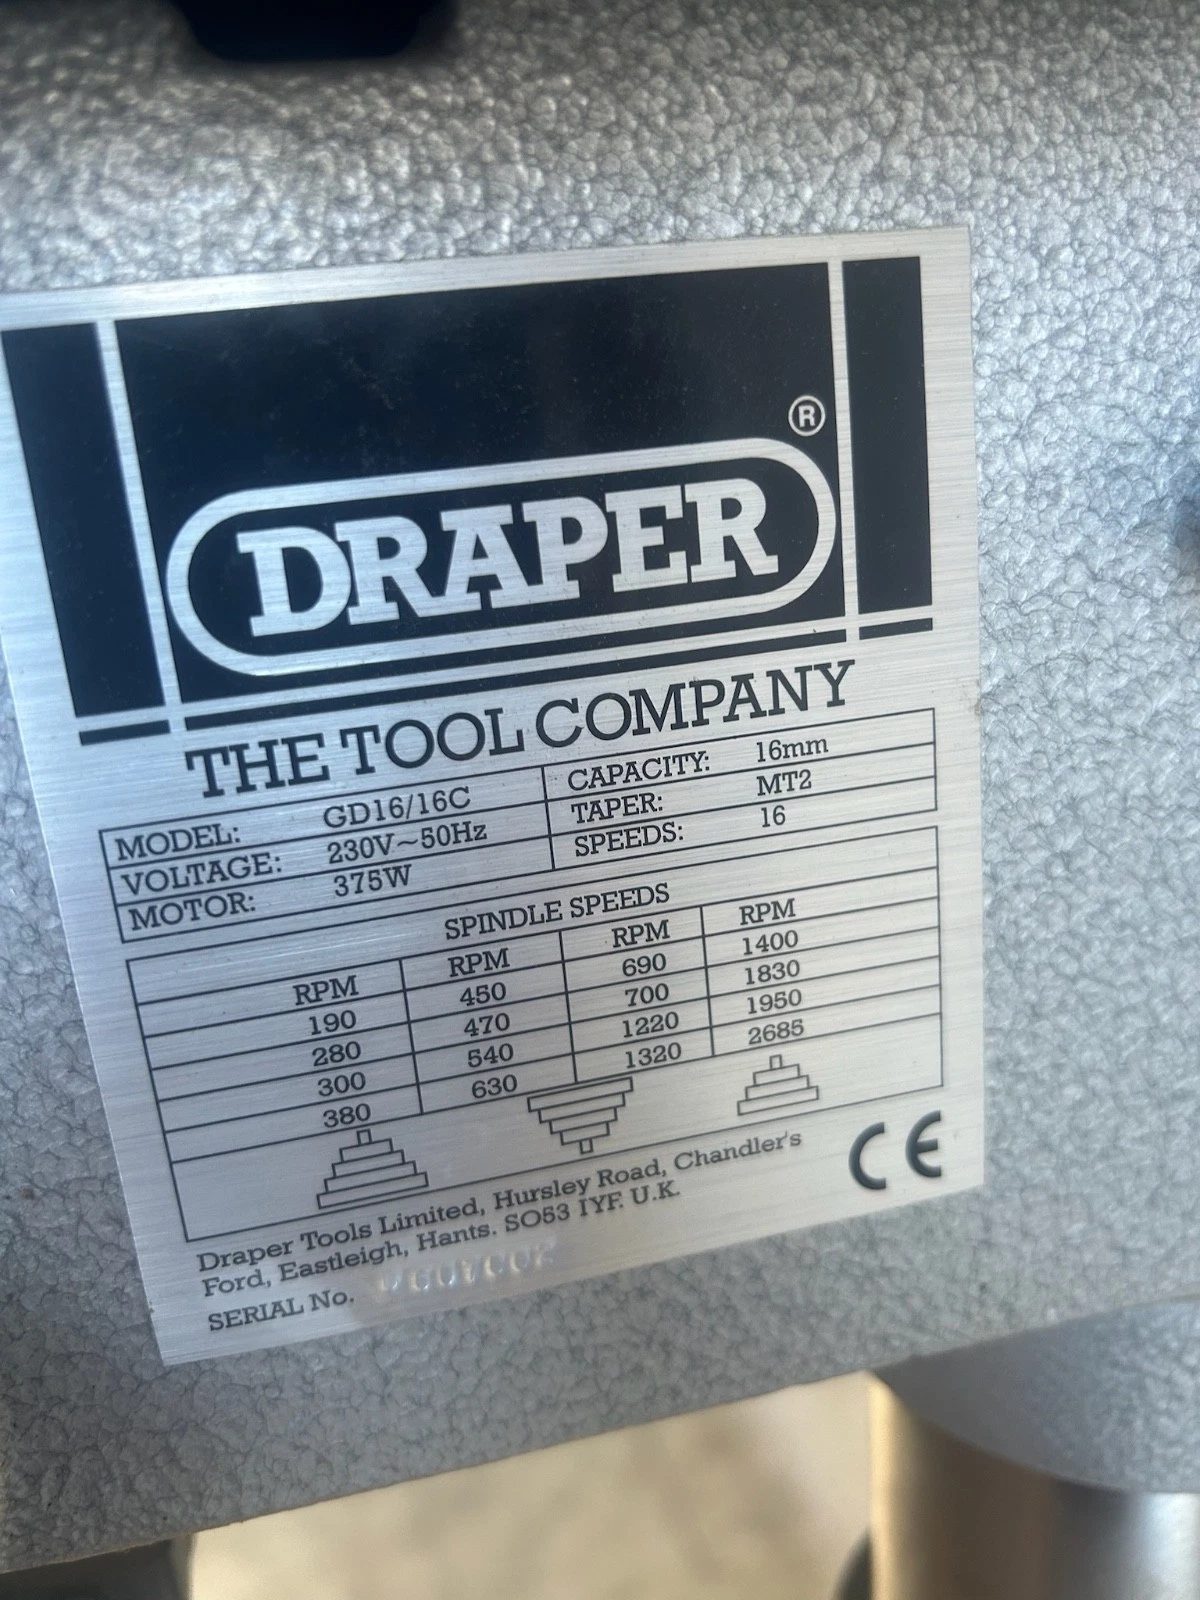 ®
DRAPER
THE TOOL COMPANY
MODEL: GD16/16C CAPACITY: 16mm
VOLTAGE: 230V~50Hz TAPER: MT2
MOTOR: 375W SPEEDS: 16
SPINDLE SPEEDS
RPM RPM RPM RPM
190 450 690 1400
280 470 700 1830
300 540 1220 1950
380 630 1320 2685
Draper Tools Limited, Hursley Road, Chandler's
Ford, Eastleigh, Hants. SO53 1YF. U.K.
SERIAL No.
CE